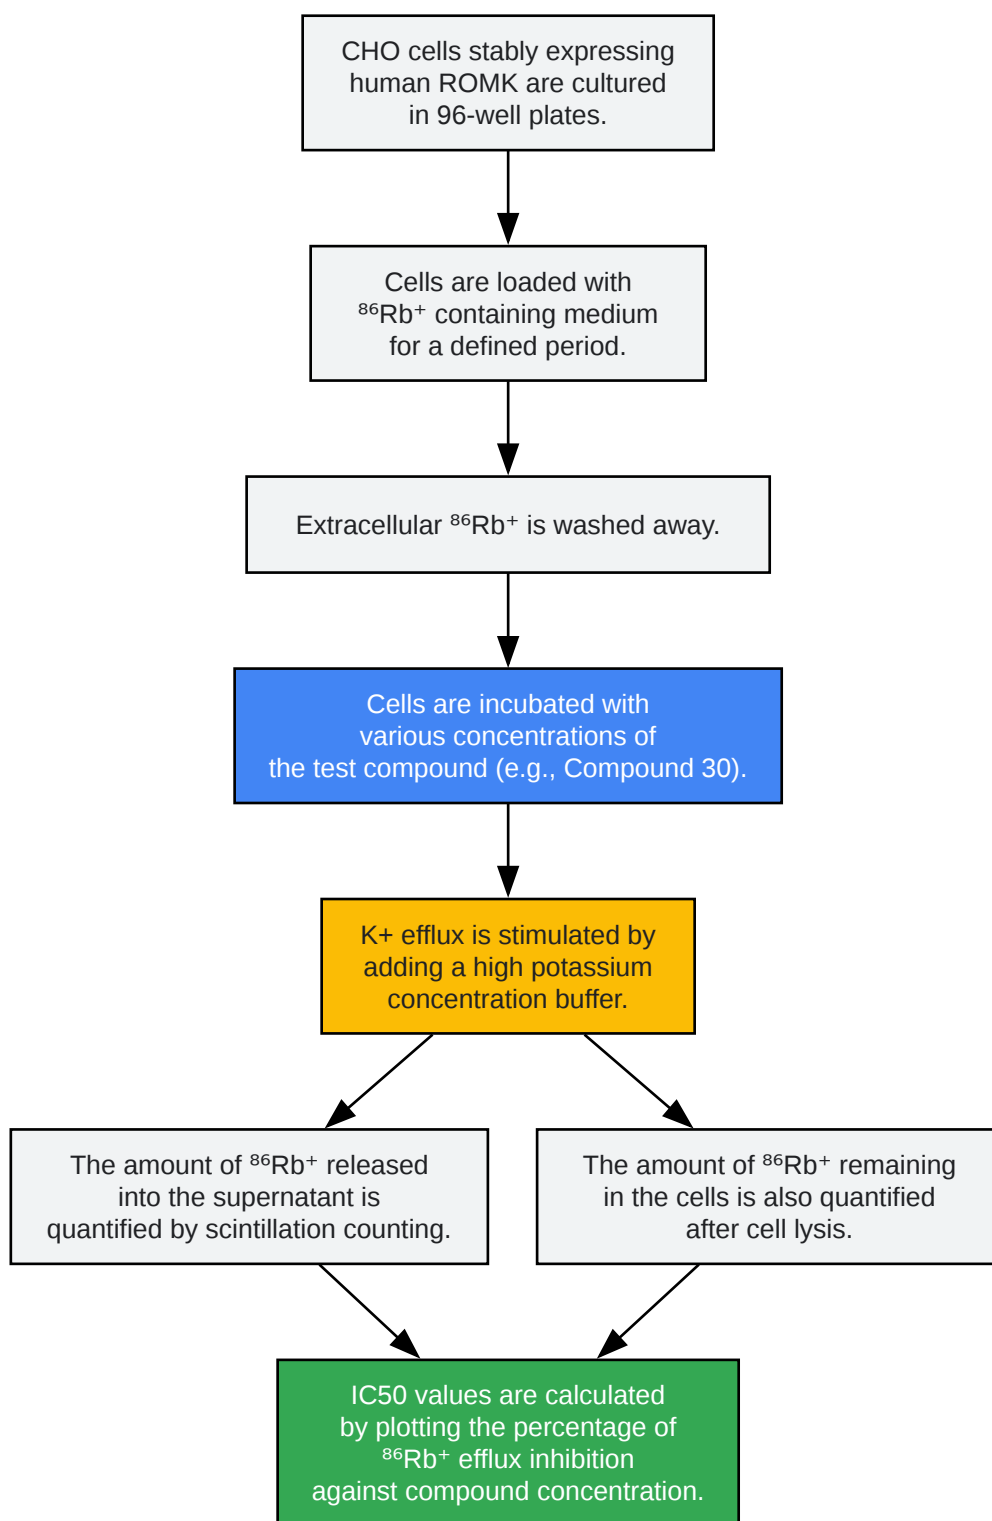 CHO cells stably expressing
human ROMK are cultured
in 96-well plates.
Cells are loaded with
⁸⁶Rb⁺ containing medium
for a defined period.
Extracellular ⁸⁶Rb⁺ is washed away.
Cells are incubated with
various concentrations of
the test compound (e.g., Compound 30).
K+ efflux is stimulated by
adding a high potassium
concentration buffer.
The amount of ⁸⁶Rb⁺ released
into the supernatant is
quantified by scintillation counting.
The amount of ⁸⁶Rb⁺ remaining
in the cells is also quantified
after cell lysis.
IC50 values are calculated
by plotting the percentage of
⁸⁶Rb⁺ efflux inhibition
against compound concentration.